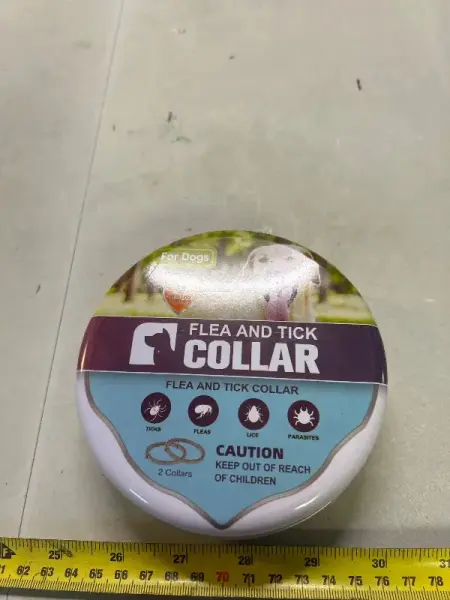 For Dogs
FLEA AND TICK
COLLAR
FLEA AND TICK COLLAR
TICKS FLEAS LICE PARASITES
2 Collars
CAUTION
KEEP OUT OF REACH
OF CHILDREN
25 26 27 28 29 30 31
62 63 64 65 66 67 68 69 70 71 72 73 74 75 76 77 78